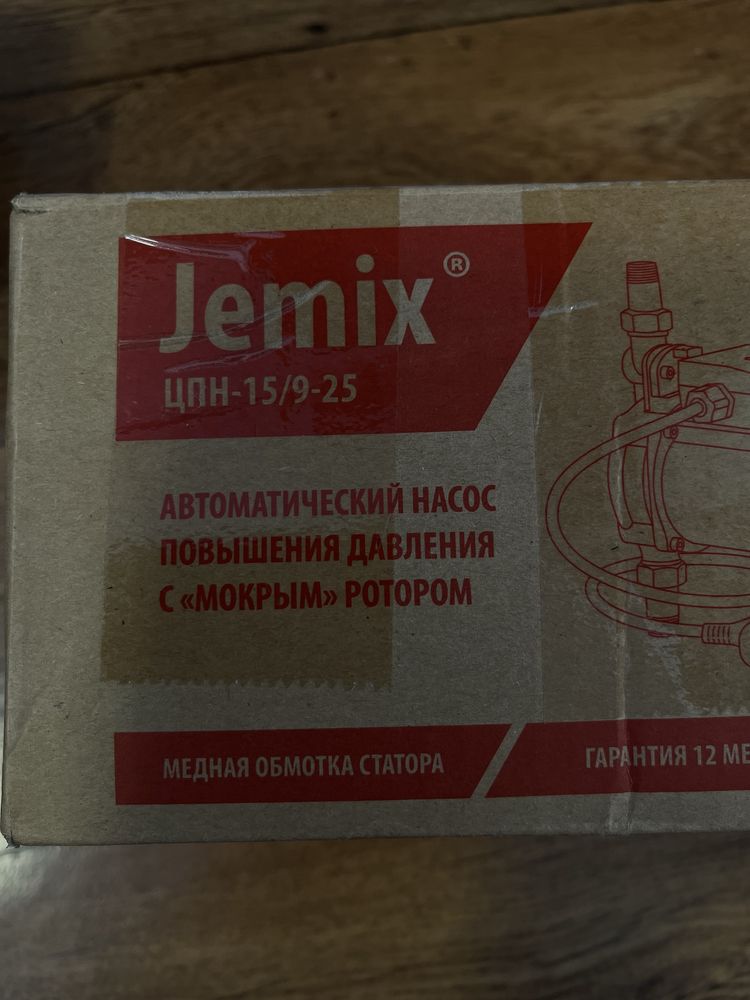 Jemix®
ЦПН-15/9-25
АВТОМАТИЧЕСКИЙ НАСОС
ПОВЫШЕНИЯ ДАВЛЕНИЯ
С «МОКРЫМ» РОТОРОМ
МЕДНАЯ ОБМОТКА СТАТОРА
ГАРАНТИЯ 12